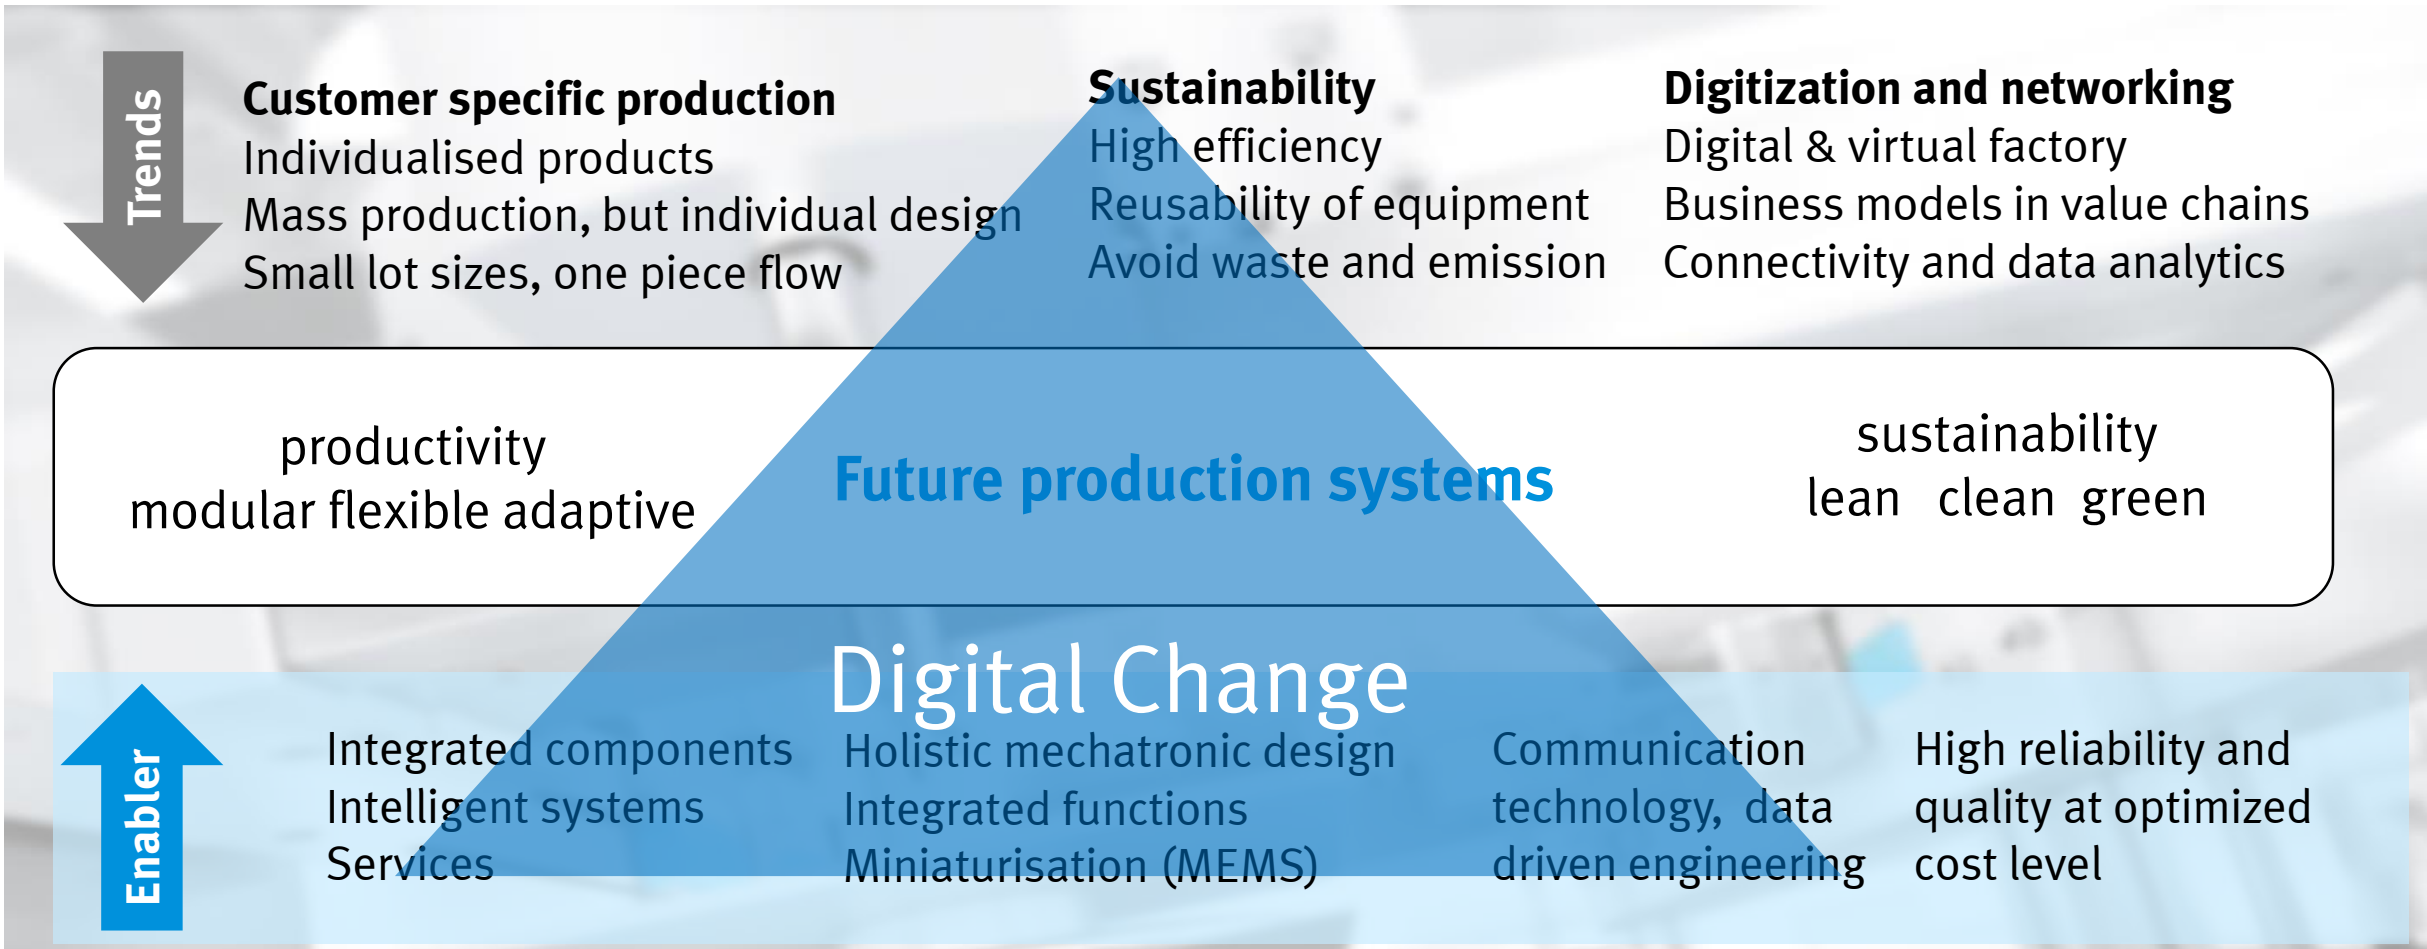 Trends
Customer specific production
Individualised products
Mass production, but individual design
Small lot sizes, one piece flow
Sustainability
High efficiency
Reusability of equipment
Avoid waste and emission
Digitization and networking
Digital & virtual factory
Business models in value chains
Connectivity and data analytics
productivity
modular flexible adaptive
Future production systems
sustainability
lean clean green
Digital Change
Enabler
Integrated components
Intelligent systems
Services
Holistic mechatronic design
Integrated functions
Miniaturisation (MEMS)
Communication
technology, data
driven engineering
High reliability and
quality at optimized
cost level